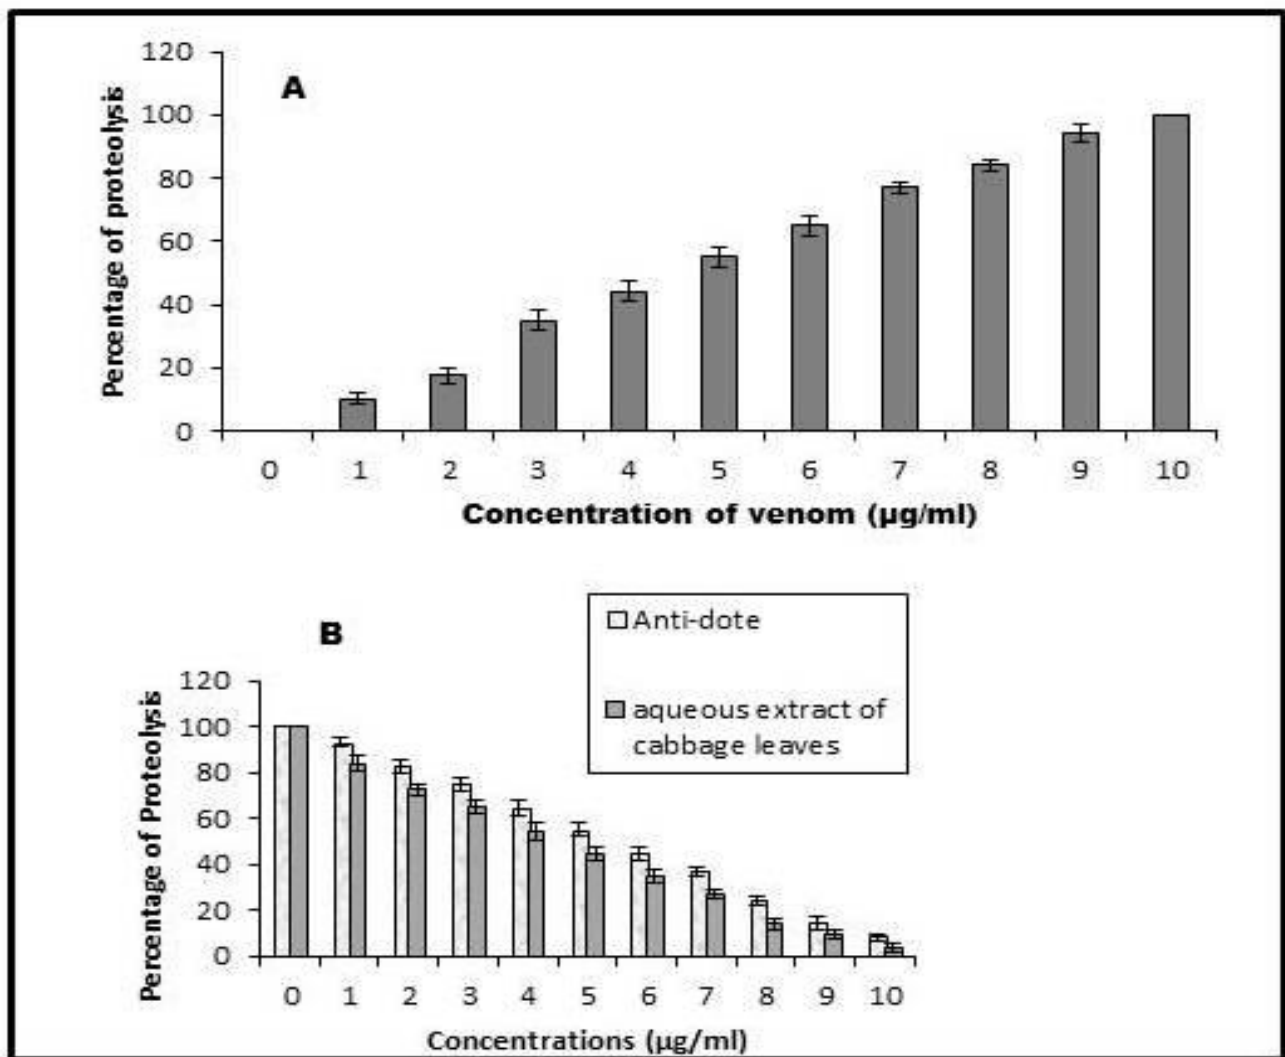 A
Percentage of proteolysis
120
100
80
60
40
20
0
0 1 2 3 4 5 6 7 8 9 10
Concentration of venom (µg/ml)
B
Anti-dote
aqueous extract of
cabbage leaves
Percentage of Proteolysis
120
100
80
60
40
20
0
0 1 2 3 4 5 6 7 8 9 10
Concentrations (µg/ml)